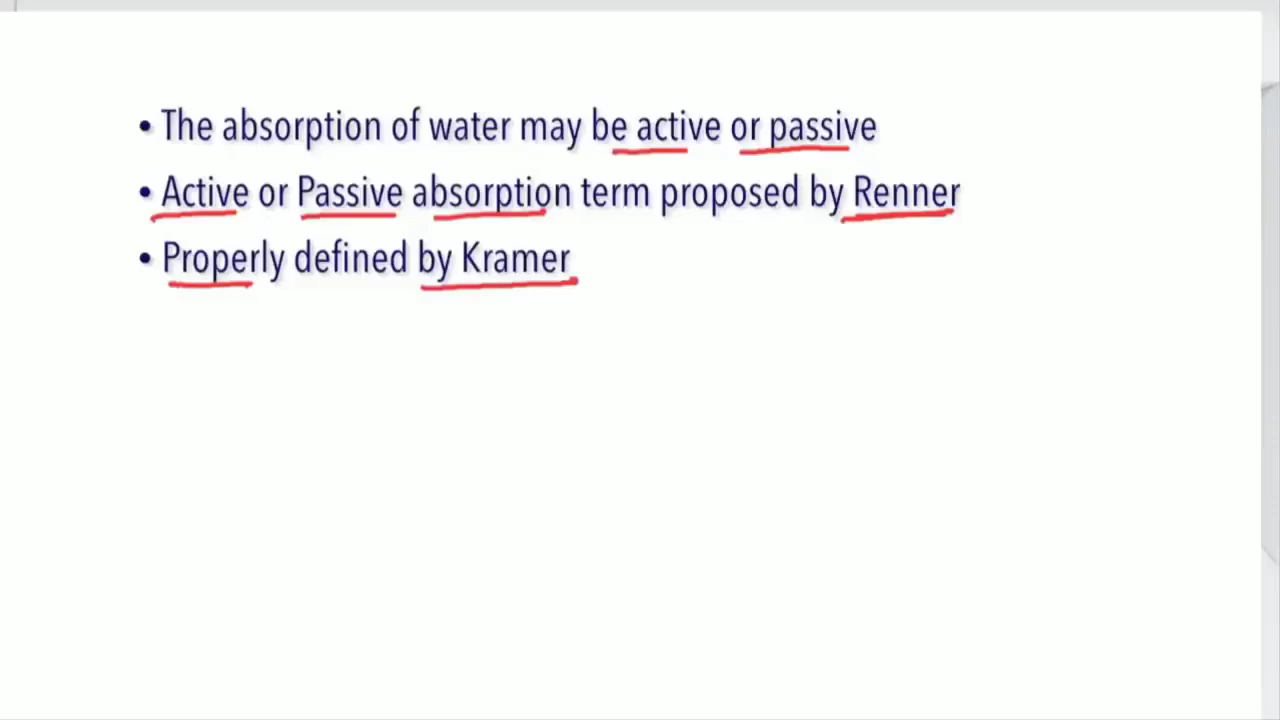 • The absorption of water may be active or passive
• Active or Passive absorption term proposed by Renner
• Properly defined by Kramer